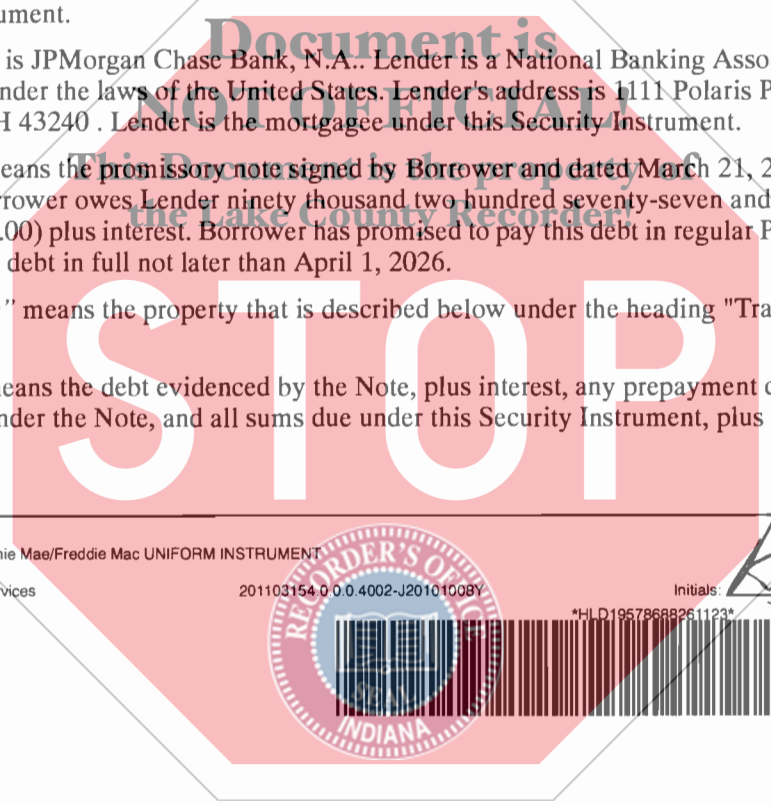 ument.
Document is
is JPMorgan Chase Bank, N.A.. Lender is a National Banking Asso
nder the laws of the United States. Lender's address is 1111 Polaris P
NOT OFFICIAL!
H 43240 . Lender is the mortgagee under this Security Instrument.
eans the promissory note signed by Borrower and dated March 21, 2
This Document is the property of
rrower owes Lender ninety thousand two hundred seventy-seven and
the Lake County Recorder!
.00) plus interest. Borrower has promised to pay this debt in regular P
debt in full not later than April 1, 2026.
" means the property that is described below under the heading "Tra
STOP
neans the debt evidenced by the Note, plus interest, any prepayment c
nder the Note, and all sums due under this Security Instrument, plus
nie Mae/Freddie Mac UNIFORM INSTRUMENT
vices 201103154.0.0.0.4002-J20101008Y Initials:
*HLD19578688261123*
RECORDER'S OFFICE
SEAL
INDIANA